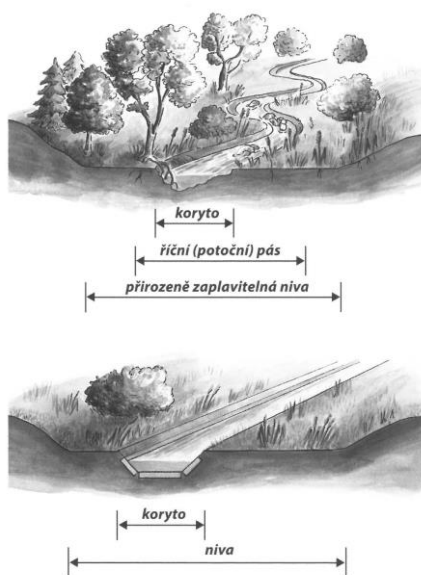 koryto
říční (potoční) pás
přirozeně zaplavitelná niva
koryto
niva